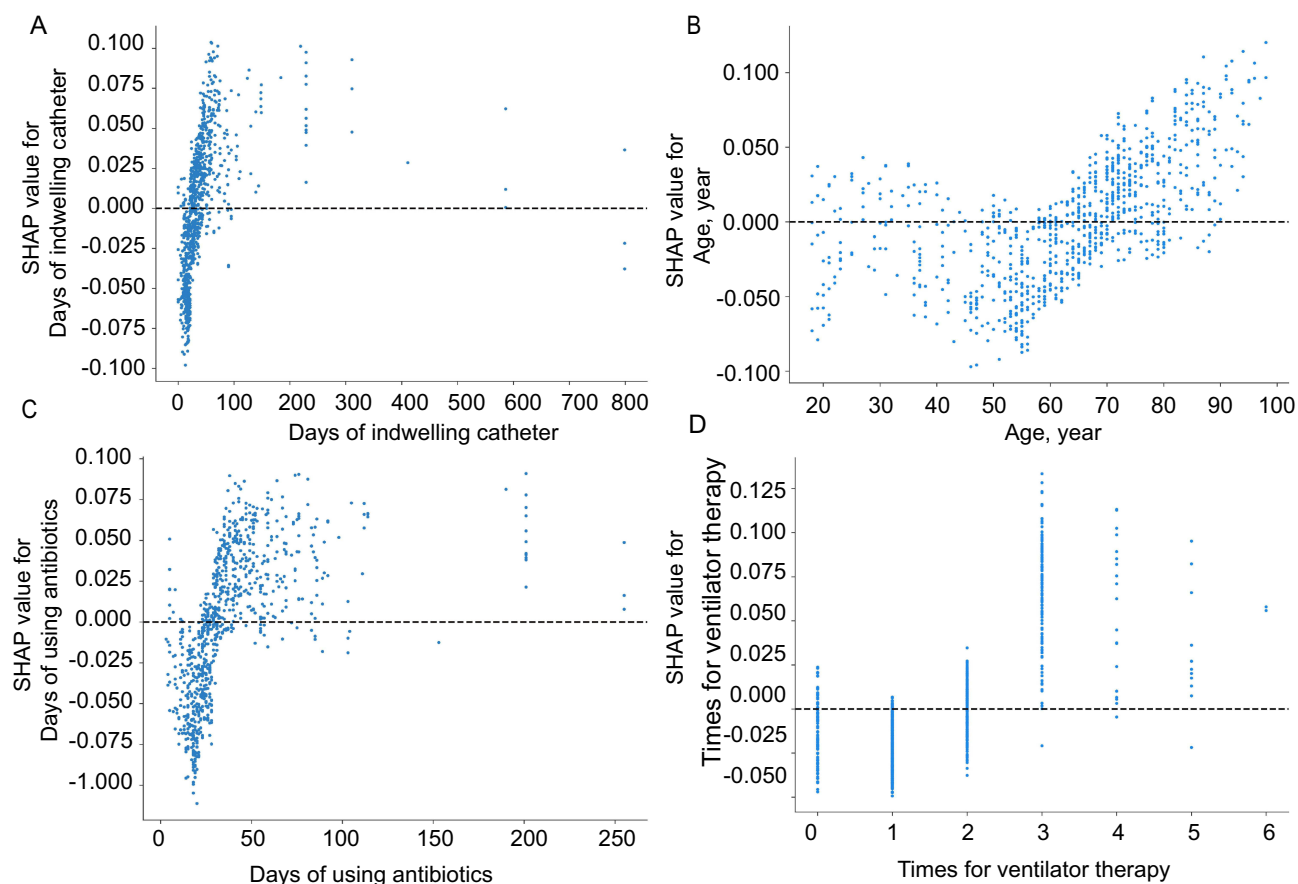 A
SHAP value for
Days of indwelling catheter
0.100
0.075
0.050
0.025
0.000
-0.025
-0.050
-0.075
-0.100
0 100 200 300 400 500 600 700 800
Days of indwelling catheter
B
SHAP value for
Age, year
0.100
0.050
0.000
-0.050
-0.100
20 30 40 50 60 70 80 90 100
Age, year
C
SHAP value for
Days of using antibiotics
0.100
0.075
0.050
0.025
0.000
-0.025
-0.050
-0.075
-1.000
0 50 100 150 200 250
Days of using antibiotics
D
SHAP value for
Times for ventilator therapy
0.125
0.100
0.075
0.050
0.025
0.000
-0.025
-0.050
0 1 2 3 4 5 6
Times for ventilator therapy